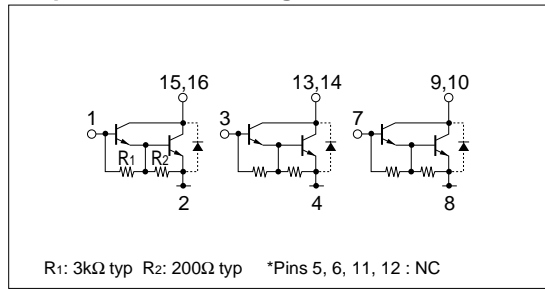 15,16 13,14 9,10
1 3 7
R1 R2
2 4 8
R1: 3kΩ typ R2: 200Ω typ *Pins 5, 6, 11, 12 : NC